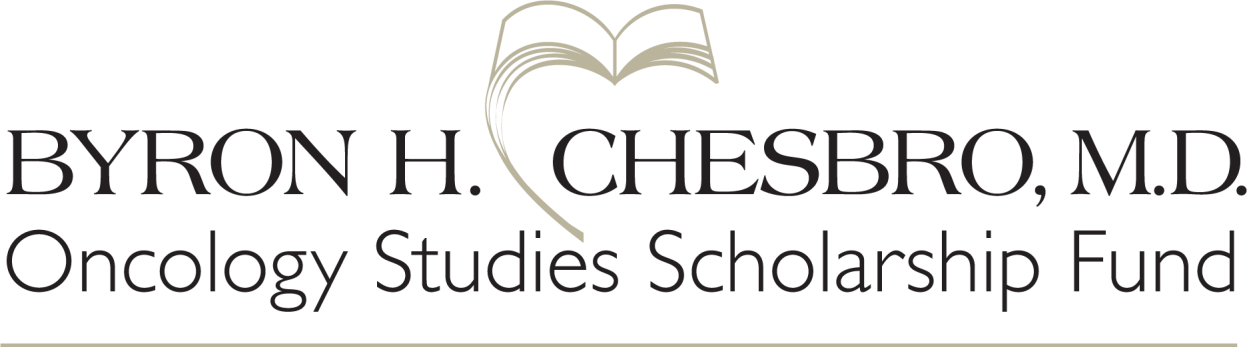 BYRON H. CHESBRO, M.D.
Oncology Studies Scholarship Fund